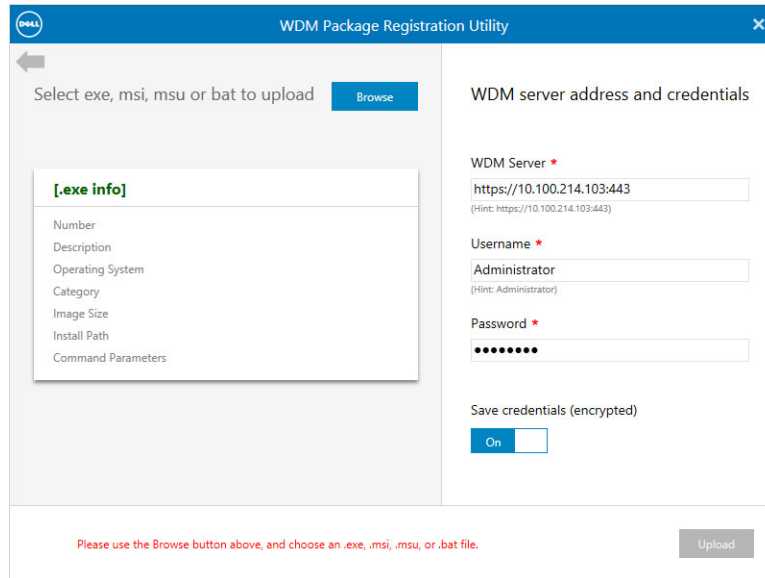 DELL
WDM Package Registration Utility
Select exe, msi, msu or bat to upload
Browse
[.exe info]
Number
Description
Operating System
Category
Image Size
Install Path
Command Parameters
WDM server address and credentials
WDM Server *
https://10.100.214.103:443
(Hint: https://10.100.214.103:443)
Username *
Administrator
(Hint: Administrator)
Password *
●●●●●●●●
Save credentials (encrypted)
On
Please use the Browse button above, and choose an .exe, .msi, .msu, or .bat file.
Upload